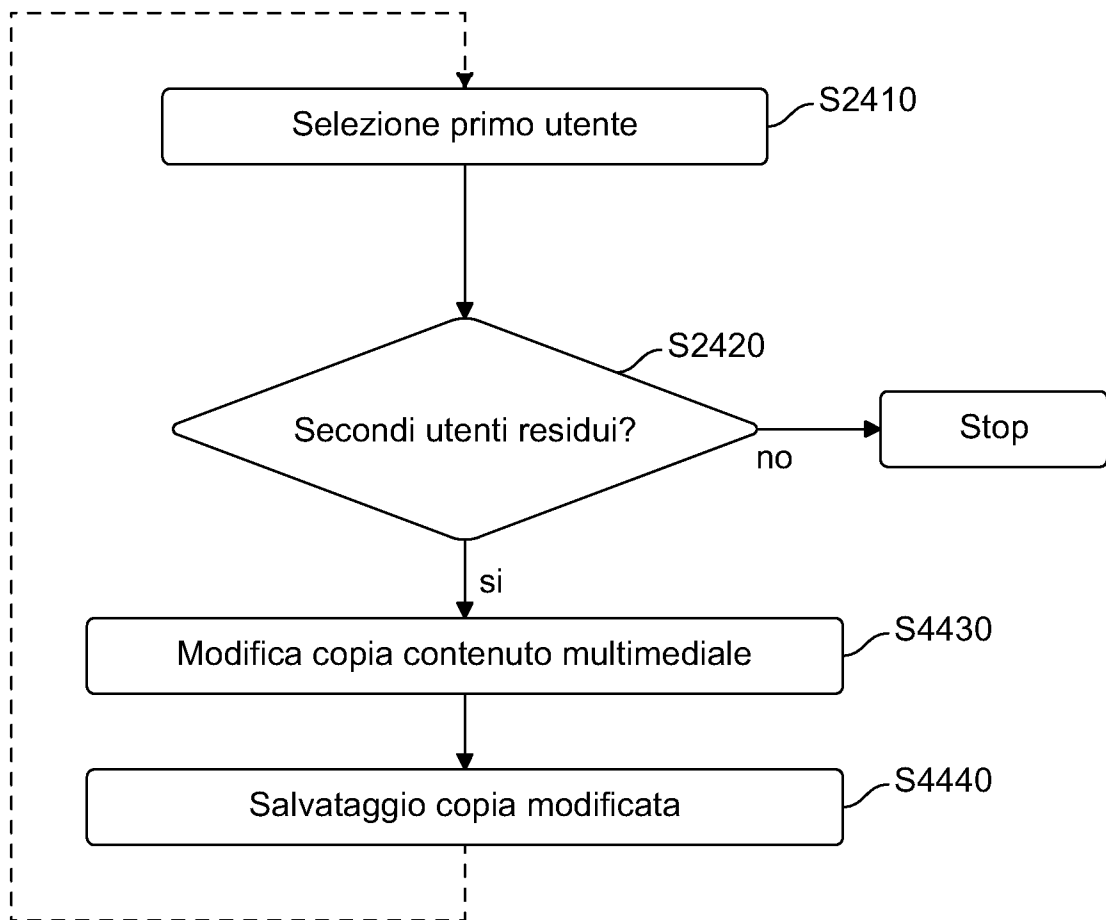 Selezione primo utente
S2410
S2420
Secondi utenti residui?
no
Stop
si
Modifica copia contenuto multimediale
S4430
Salvataggio copia modificata
S4440